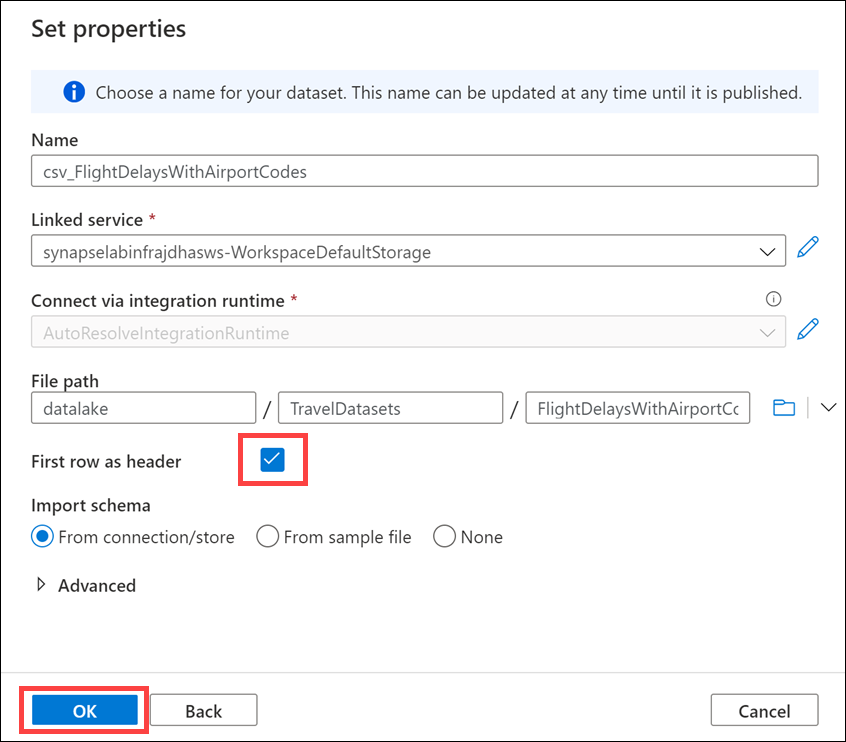 Set properties
Choose a name for your dataset. This name can be updated at any time until it is published.
Name
csv_FlightDelaysWithAirportCodes
Linked service *
synapselabinfrajdhasws-WorkspaceDefaultStorage
Connect via integration runtime *
AutoResolveIntegrationRuntime
File path
datalake / TravelDatasets / FlightDelaysWithAirportCc
First row as header
Import schema
From connection/store From sample file None
Advanced
OK Back Cancel